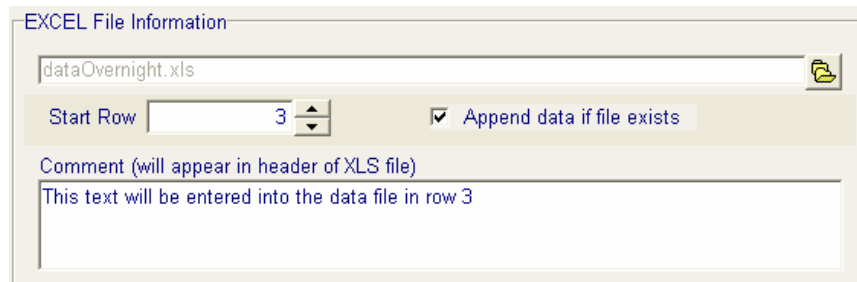 EXCEL File Information
dataOvernight.xls
Start Row 3 Append data if file exists
Comment (will appear in header of XLS file)
This text will be entered into the data file in row 3